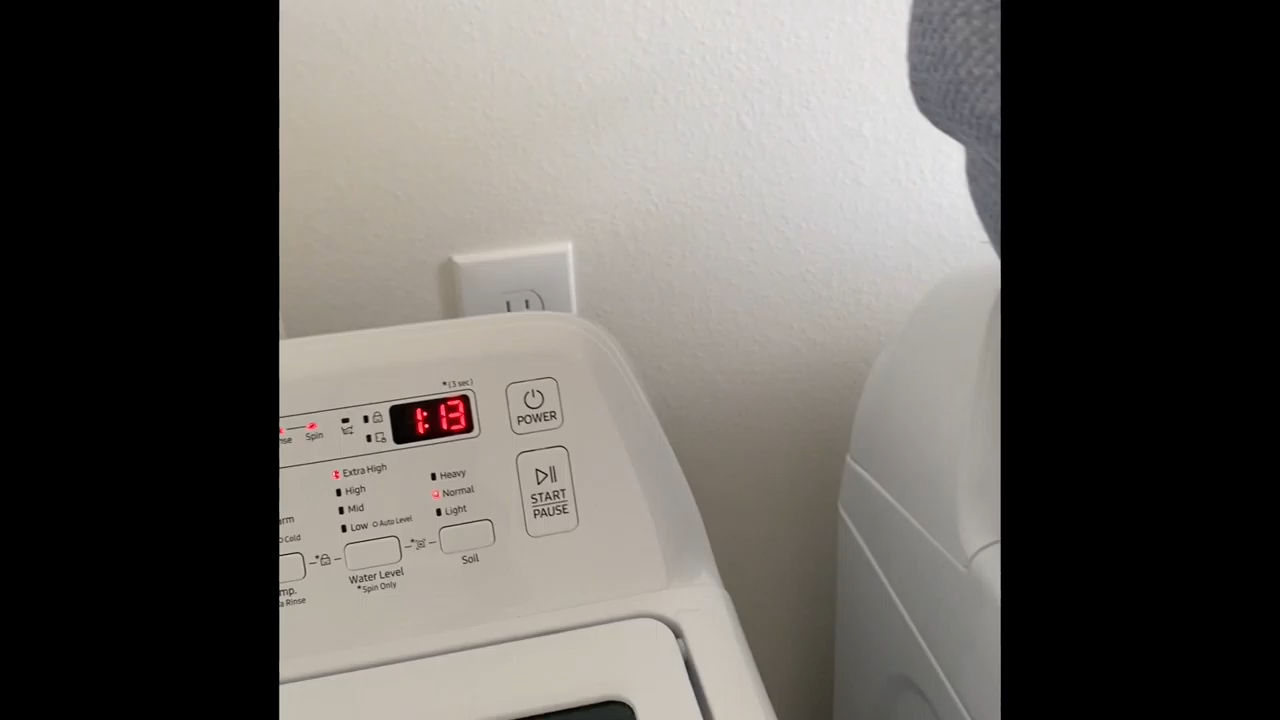 *(3 sec)
1:13
POWER
Spin
Extra High
High
Mid
Low Auto Level
Heavy
Normal
Light
START
PAUSE
Cold
Water Level
*Spin Only
Soil
Rinse